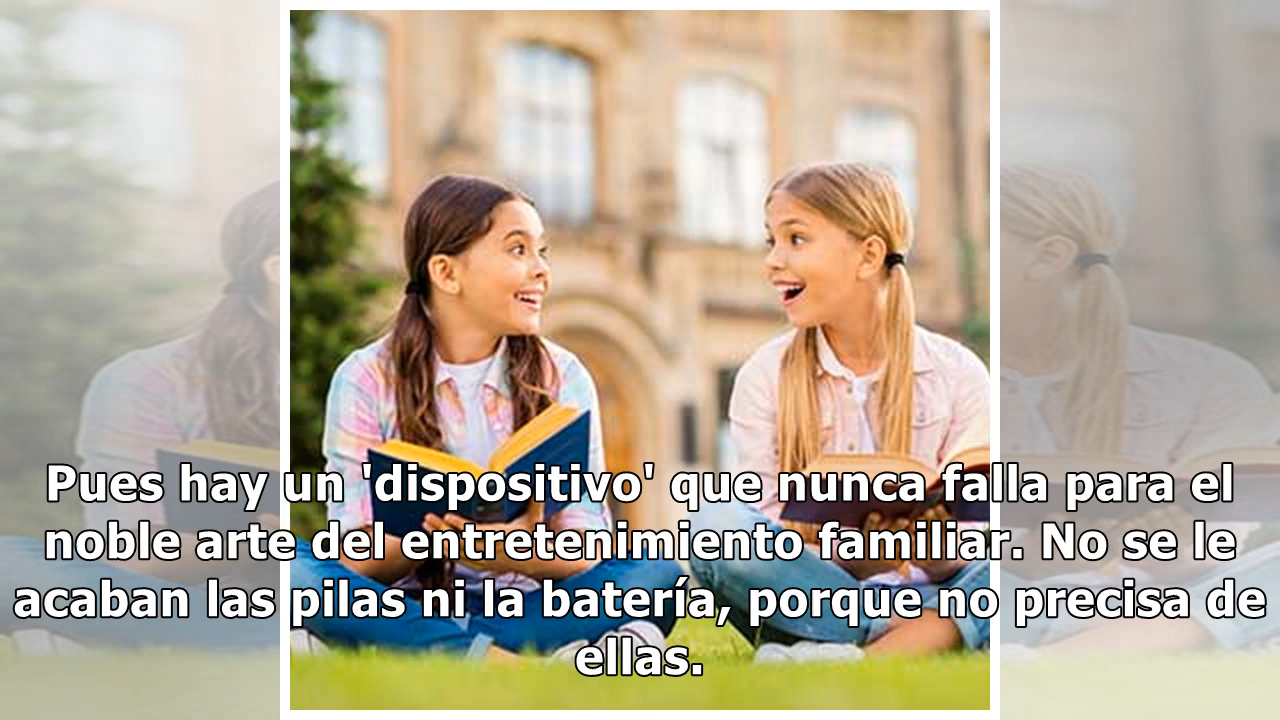 Pues hay un 'dispositivo' que nunca falla para el
noble arte del entretenimiento familiar. No se le
acaban las pilas ni la batería, porque no precisa de
ellas.